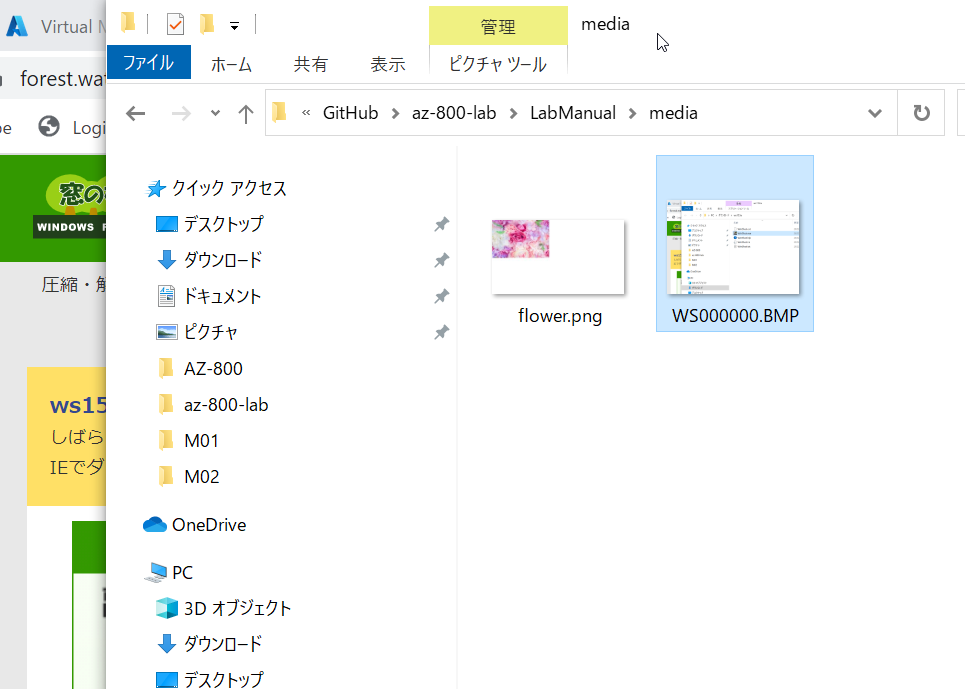 Virtual
forest.wa
Logi
WINDOWS
圧縮・解
ws15
しばら
IEでダ
管理
media
ファイル
ホーム
共有
表示
ピクチャ ツール
« GitHub > az-800-lab > LabManual > media
クイック アクセス
デスクトップ
ダウンロード
ドキュメント
ピクチャ
AZ-800
az-800-lab
M01
M02
OneDrive
PC
3D オブジェクト
ダウンロード
デスクトップ
flower.png
WS000000.BMP